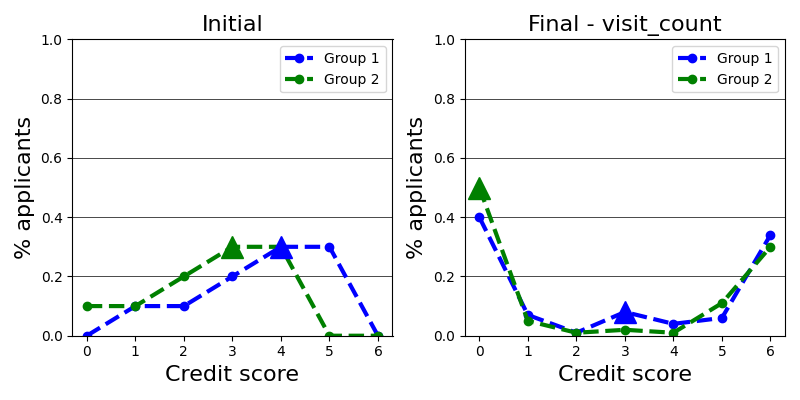 Initial
1.0
0.8
0.6
0.4
0.2
0.0
% applicants
Group 1
Group 2
0 1 2 3 4 5 6
Credit score
Final - visit_count
1.0
0.8
0.6
0.4
0.2
0.0
% applicants
Group 1
Group 2
0 1 2 3 4 5 6
Credit score